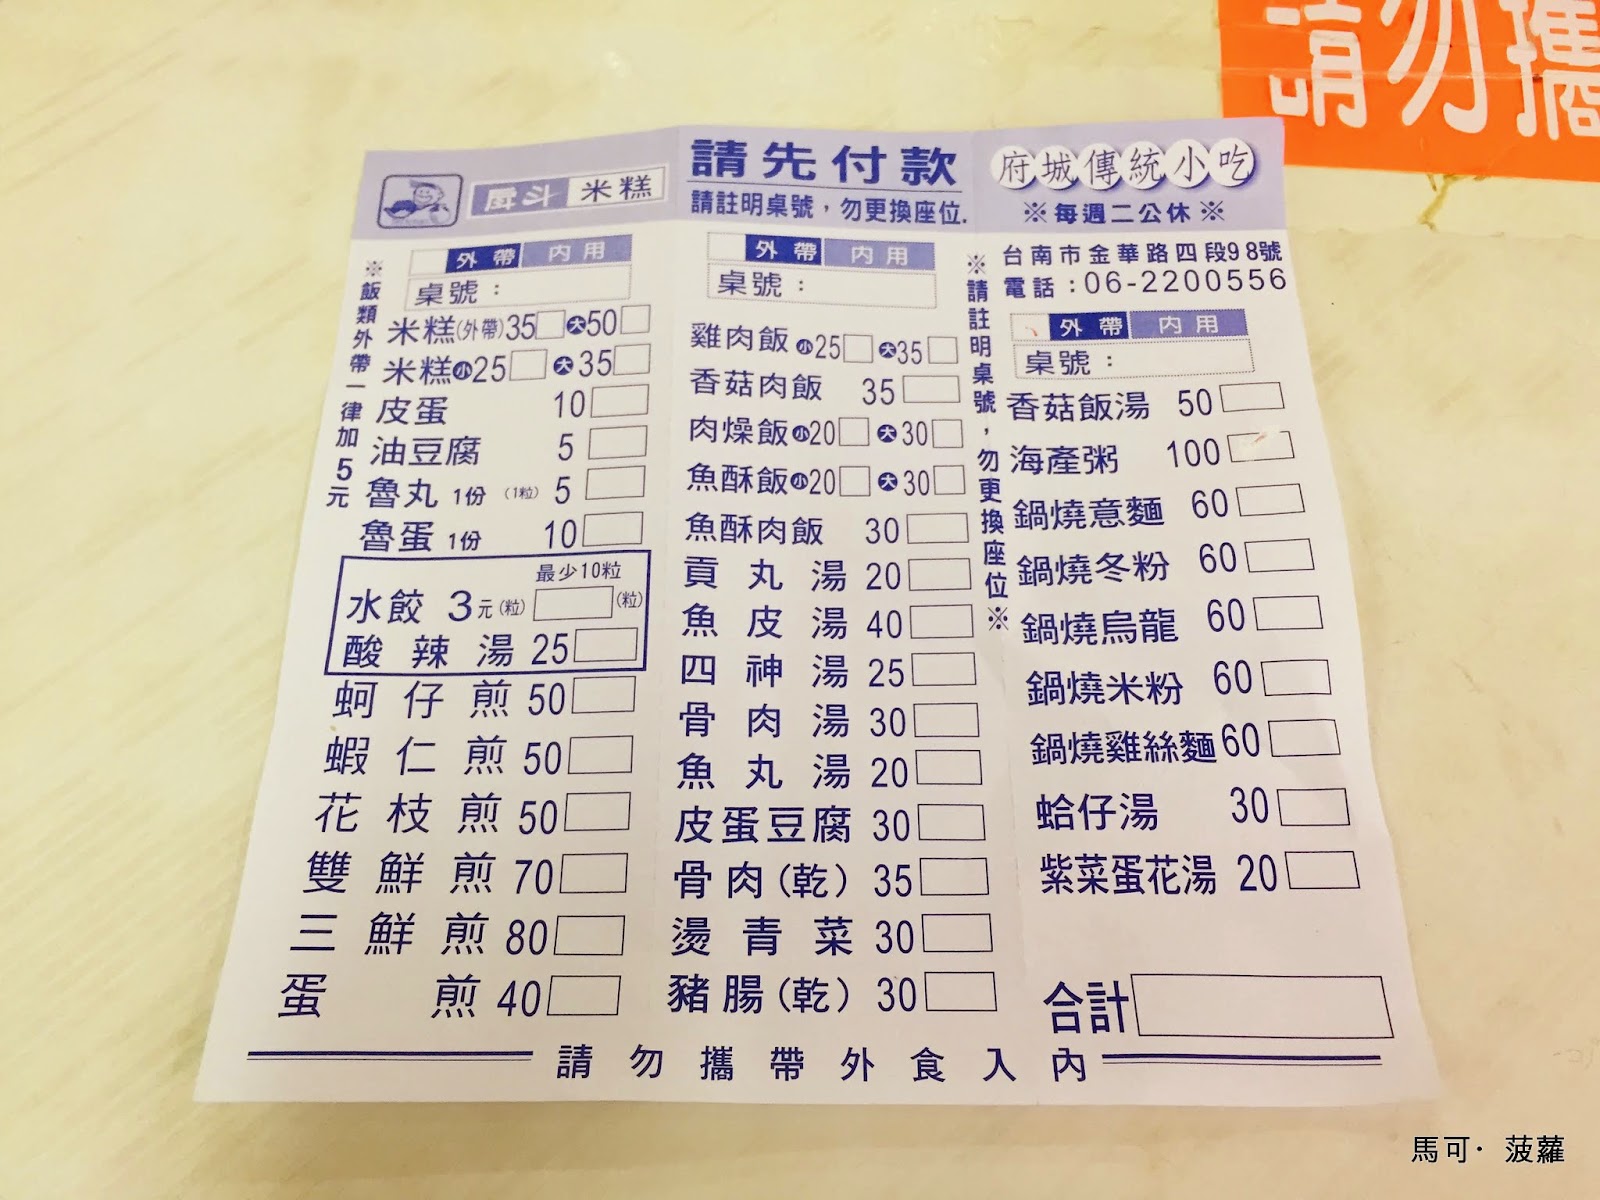 請勿攜
戽斗 米糕
請先付款
請註明桌號，勿更換座位.
府城傳統小吃
※每週二公休※
台南市金華路四段98號
電話：06-2200556
※飯類外帶一律加5元
外帶 內用
桌號：
米糕(外帶)35 大50
米糕小25 大35
皮蛋 10
油豆腐 5
魯丸 1份 (1粒) 5
魯蛋 1份 10
最少10粒
水餃 3元(粒) (粒)
酸辣湯 25
蚵仔煎 50
蝦仁煎 50
花枝煎 50
雙鮮煎 70
三鮮煎 80
蛋煎 40
外帶 內用
桌號：
雞肉飯 小25 大35
香菇肉飯 35
肉燥飯 小20 大30
魚酥飯 小20 大30
魚酥肉飯 30
貢丸湯 20
魚皮湯 40
四神湯 25
骨肉湯 30
魚丸湯 20
皮蛋豆腐 30
骨肉(乾) 35
燙青菜 30
豬腸(乾) 30
※請註明桌號，勿更換座位※
外帶 內用
桌號：
香菇飯湯 50
海產粥 100
鍋燒意麵 60
鍋燒冬粉 60
鍋燒烏龍 60
鍋燒米粉 60
鍋燒雞絲麵 60
蛤仔湯 30
紫菜蛋花湯 20
合計
請勿攜帶外食入內
馬可·菠蘿